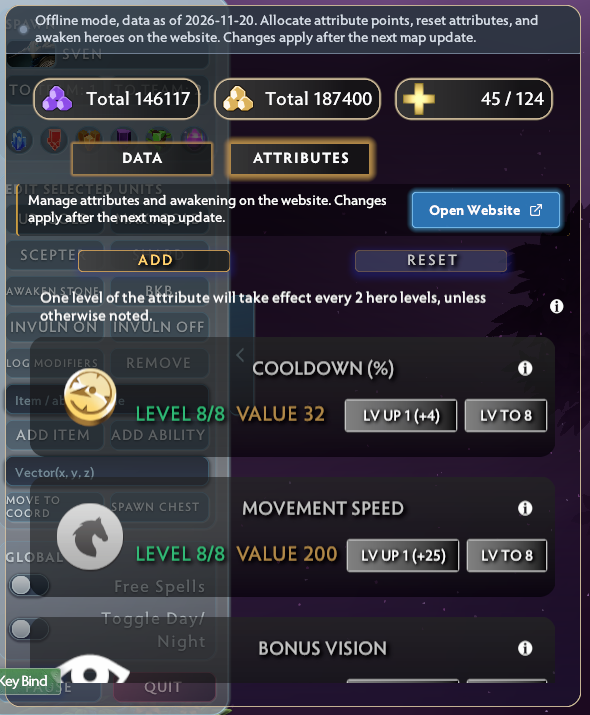 Offline mode, data as of 2026-11-20. Allocate attribute points, reset attributes, and
awaken heroes on the website. Changes apply after the next map update.
SVEN
Total 146117
Total 187400
45 / 124
DATA
ATTRIBUTES
EDIT SELECTED UNITS
Manage attributes and awakening on the website. Changes
apply after the next map update.
Open Website
SCEPTE
ADD
RESET
AWAKEN STONE
BKB
One level of the attribute will take effect every 2 hero levels, unless
otherwise noted.
INVULN ON
INVULN OFF
LOG MODIFIERS
REMOVE
COOLDOWN (%)
Item / ab
LEVEL 8/8
VALUE 32
LV UP 1 (+4)
LV TO 8
ADD ITEM
ADD ABILITY
Vector(x, y, z)
MOVE TO
COORD
SPAWN CHEST
MOVEMENT SPEED
LEVEL 8/8
VALUE 200
LV UP 1 (+25)
LV TO 8
GLOBAL
Free Spells
Toggle Day/
Night
BONUS VISION
Key Bind
PAUSE
QUIT